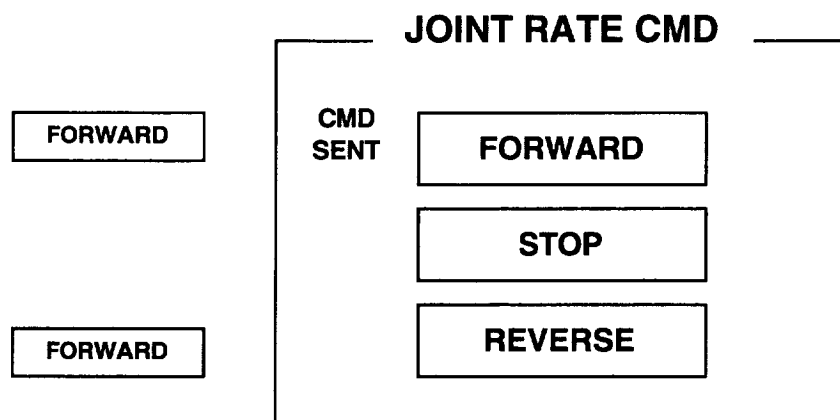 JOINT RATE CMD
FORWARD
CMD
SENT
FORWARD
STOP
FORWARD
REVERSE